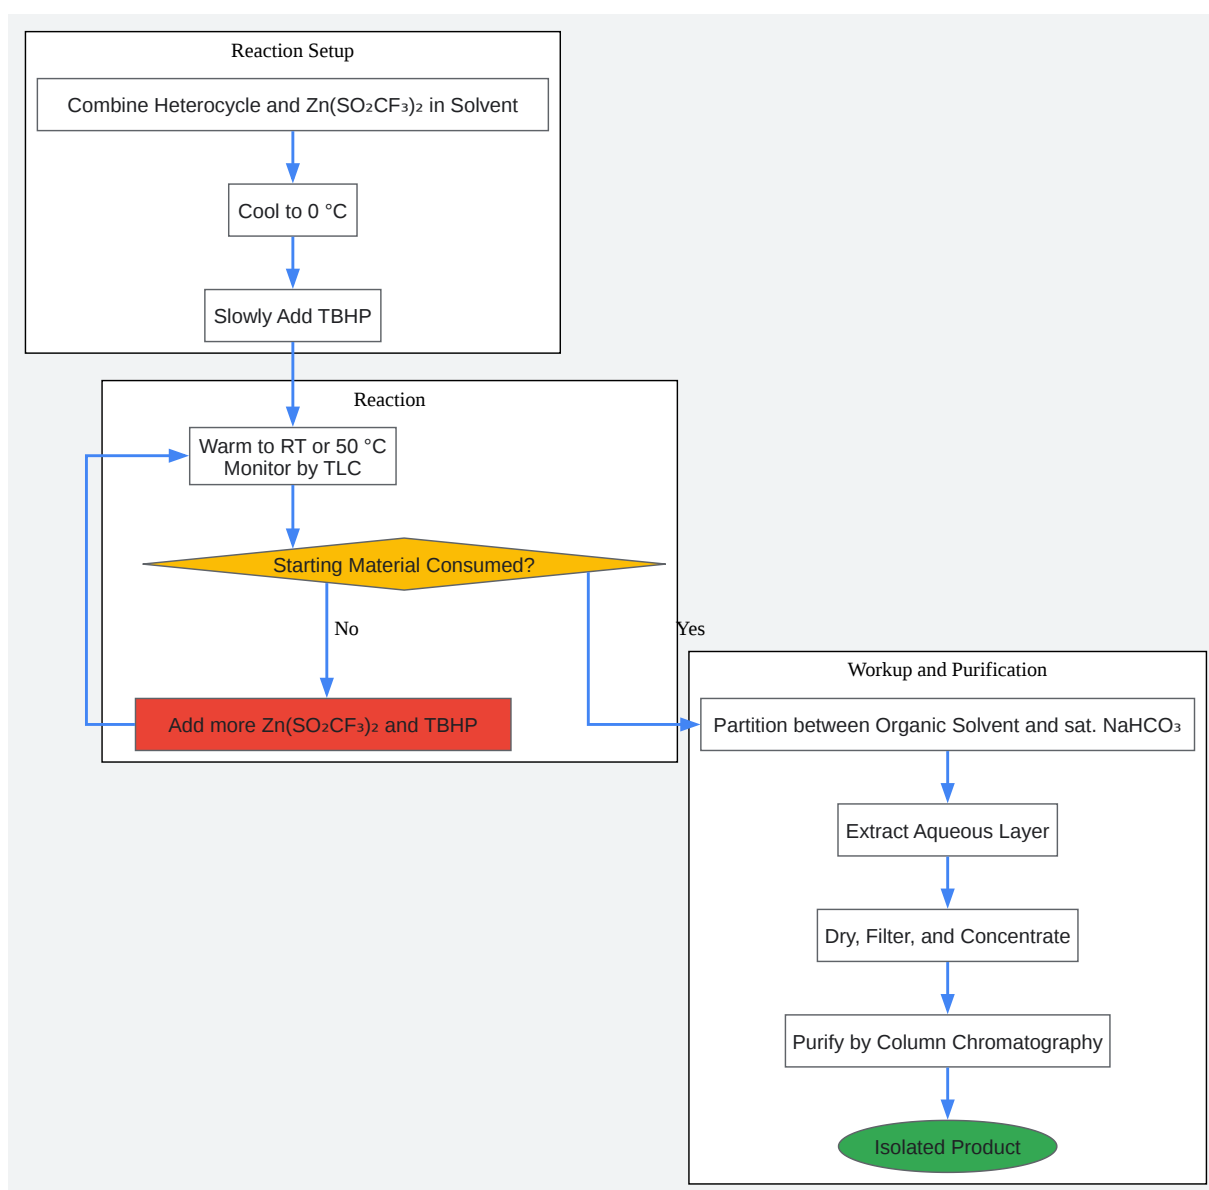 Reaction Setup
Combine Heterocycle and Zn(SO₂CF₃)₂ in Solvent
Cool to 0 °C
Slowly Add TBHP
Reaction
Warm to RT or 50 °C
Monitor by TLC
Starting Material Consumed?
No
Yes
Add more Zn(SO₂CF₃)₂ and TBHP
Workup and Purification
Partition between Organic Solvent and sat. NaHCO₃
Extract Aqueous Layer
Dry, Filter, and Concentrate
Purify by Column Chromatography
Isolated Product